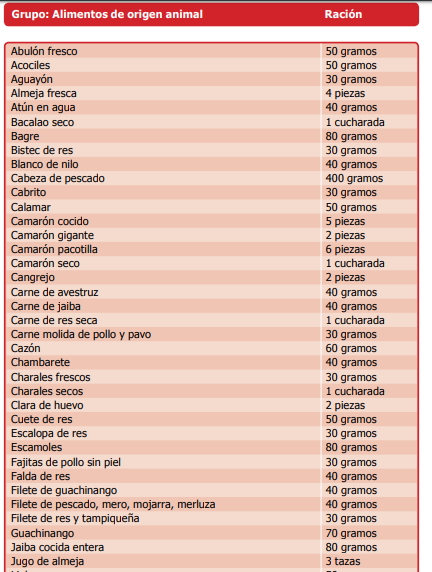 Grupo: Alimentos de origen animal Ración
Abulón fresco 50 gramos
Acociles 50 gramos
Aguayón 30 gramos
Almeja fresca 4 piezas
Atún en agua 40 gramos
Bacalao seco 1 cucharada
Bagre 80 gramos
Bistec de res 30 gramos
Blanco de nilo 40 gramos
Cabeza de pescado 400 gramos
Cabrito 30 gramos
Calamar 50 gramos
Camarón cocido 5 piezas
Camarón gigante 2 piezas
Camarón pacotilla 6 piezas
Camarón seco 1 cucharada
Cangrejo 2 piezas
Carne de avestruz 40 gramos
Carne de jaiba 40 gramos
Carne de res seca 1 cucharada
Carne molida de pollo y pavo 30 gramos
Cazón 60 gramos
Chambarete 40 gramos
Charales frescos 30 gramos
Charales secos 1 cucharada
Clara de huevo 2 piezas
Cuete de res 50 gramos
Escalopa de res 30 gramos
Escamoles 80 gramos
Fajitas de pollo sin piel 30 gramos
Falda de res 40 gramos
Filete de guachinango 40 gramos
Filete de pescado, mero, mojarra, merluza 40 gramos
Filete de res y tampiqueña 30 gramos
Guachinango 70 gramos
Jaiba cocida entera 80 gramos
Jugo de almeja 3 tazas